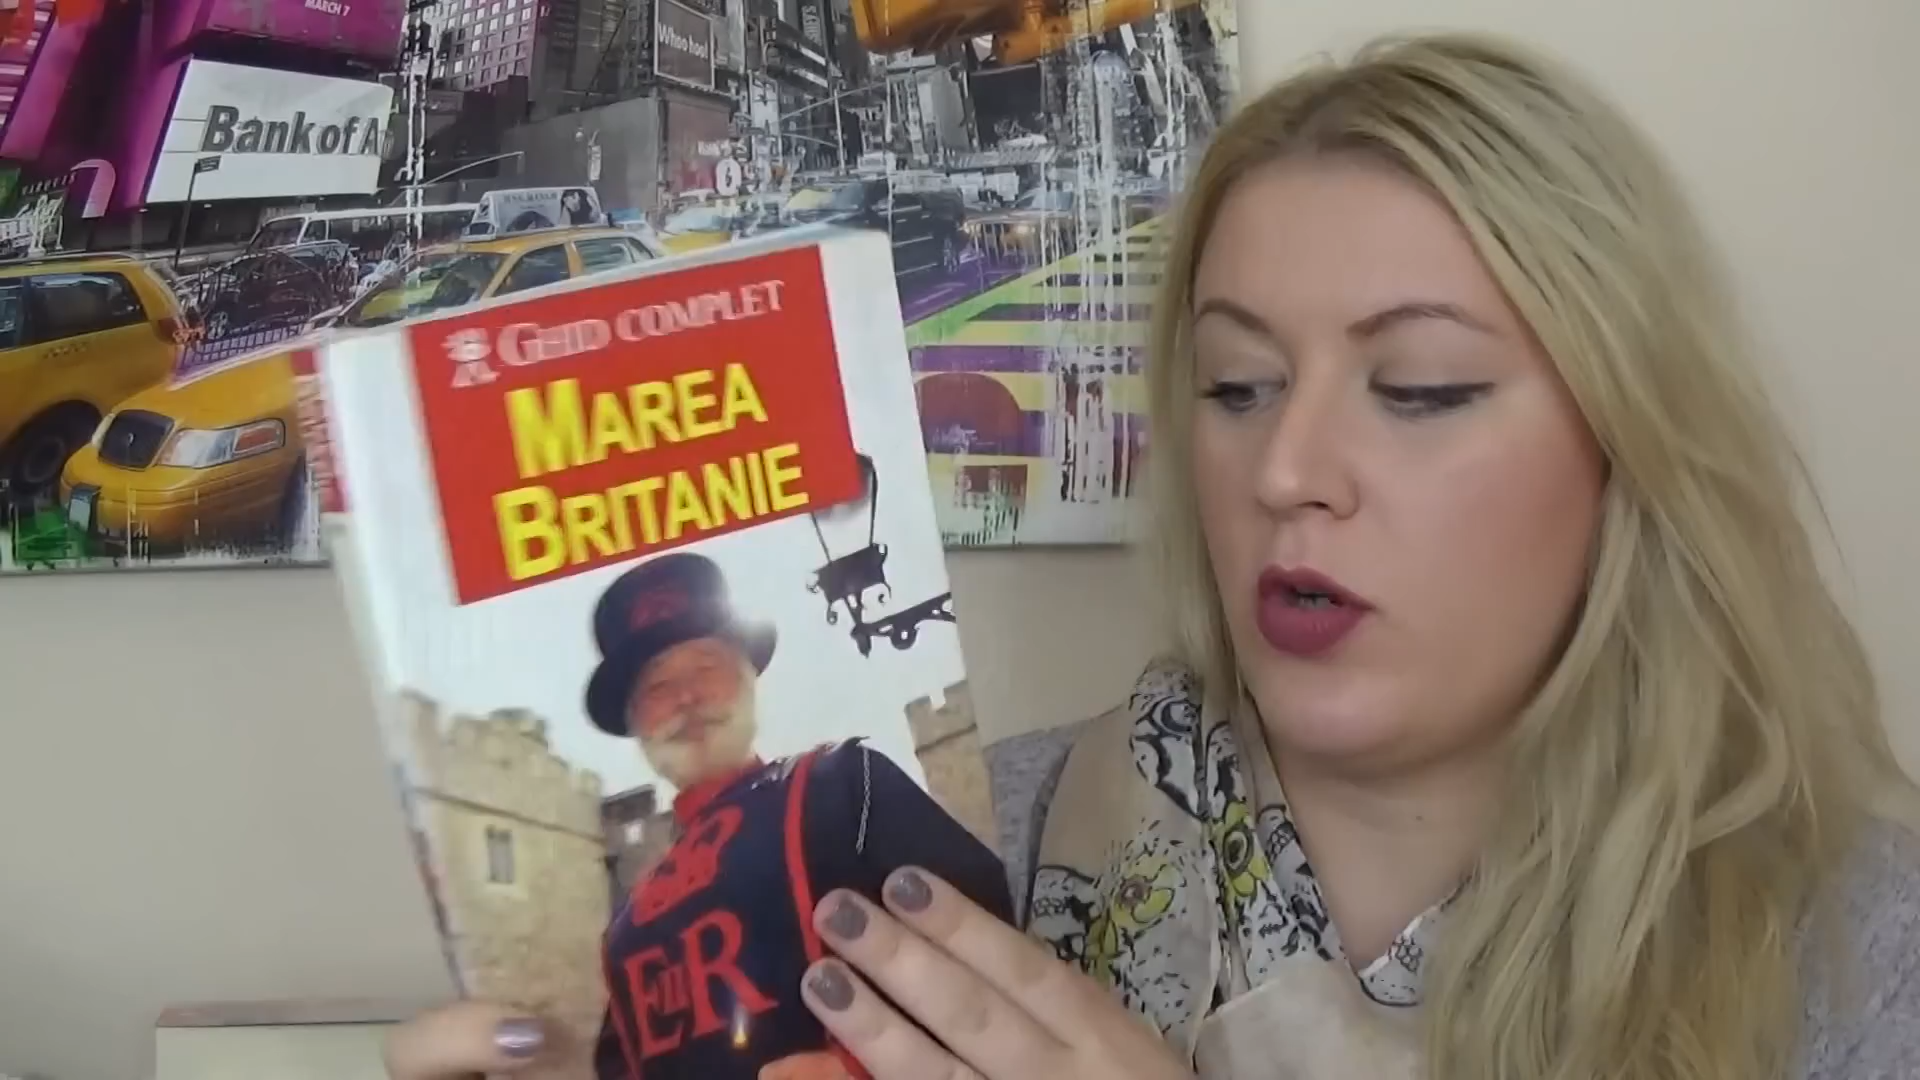 MARCH 7
Whoo hoo!
Bank of A
GHID COMPLET
MAREA
BRITANIE
EIIR